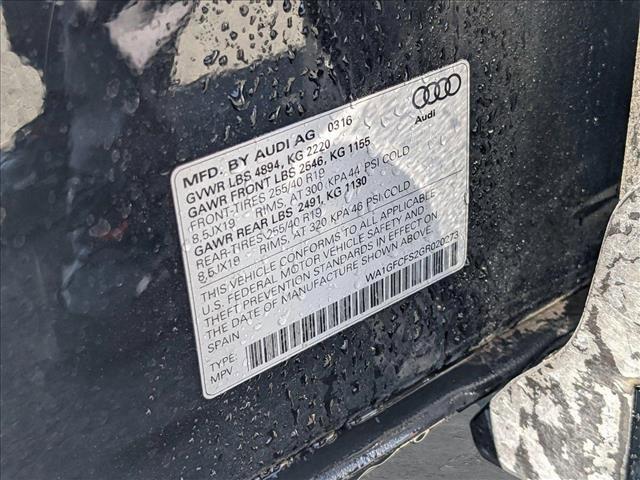 Audi
MFD. BY AUDI AG 0316
GVWR LBS 4894, KG 2220
GAWR FRONT LBS 2546, KG 1155
FRONT-TIRES 255/40 R19
8.5JX19 RIMS, AT 300 KPA 44 PSI COLD
GAWR REAR LBS 2491, KG 1130
REAR-TIRES 255/40 R19
8.5JX19 RIMS, AT 320 KPA 46 PSI COLD
THIS VEHICLE CONFORMS TO ALL APPLICABLE
U.S. FEDERAL MOTOR VEHICLE SAFETY AND
THEFT PREVENTION STANDARDS IN EFFECT ON
THE DATE OF MANUFACTURE SHOWN ABOVE.
SPAIN
WA1GFCFS2GR020073
TYPE:
MPV